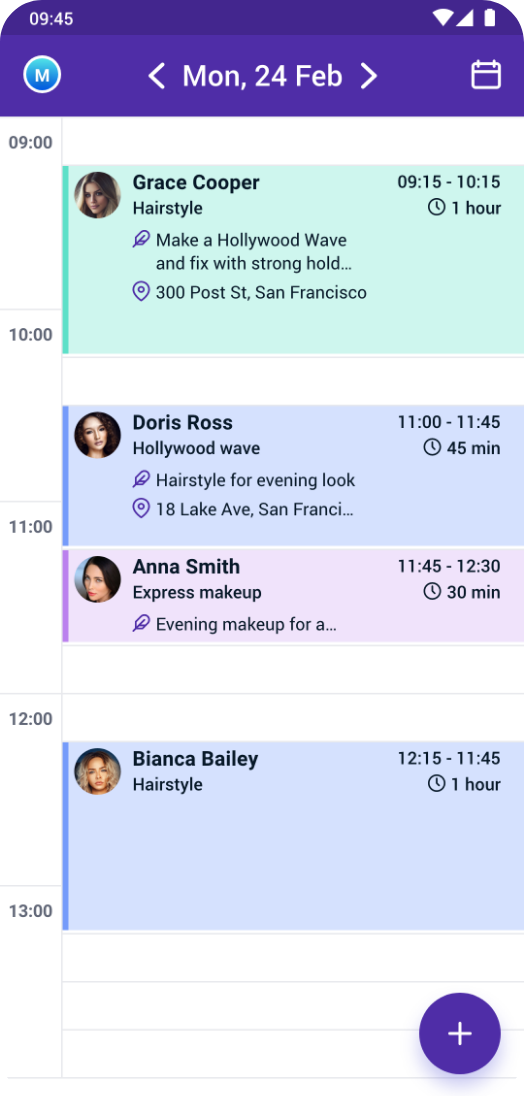 09:45
M
Mon, 24 Feb
09:00
Grace Cooper 09:15 - 10:15
Hairstyle 1 hour
Make a Hollywood Wave
and fix with strong hold...
300 Post St, San Francisco
10:00
Doris Ross 11:00 - 11:45
Hollywood wave 45 min
Hairstyle for evening look
18 Lake Ave, San Franci...
11:00
Anna Smith 11:45 - 12:30
Express makeup 30 min
Evening makeup for a...
12:00
Bianca Bailey 12:15 - 11:45
Hairstyle 1 hour
13:00